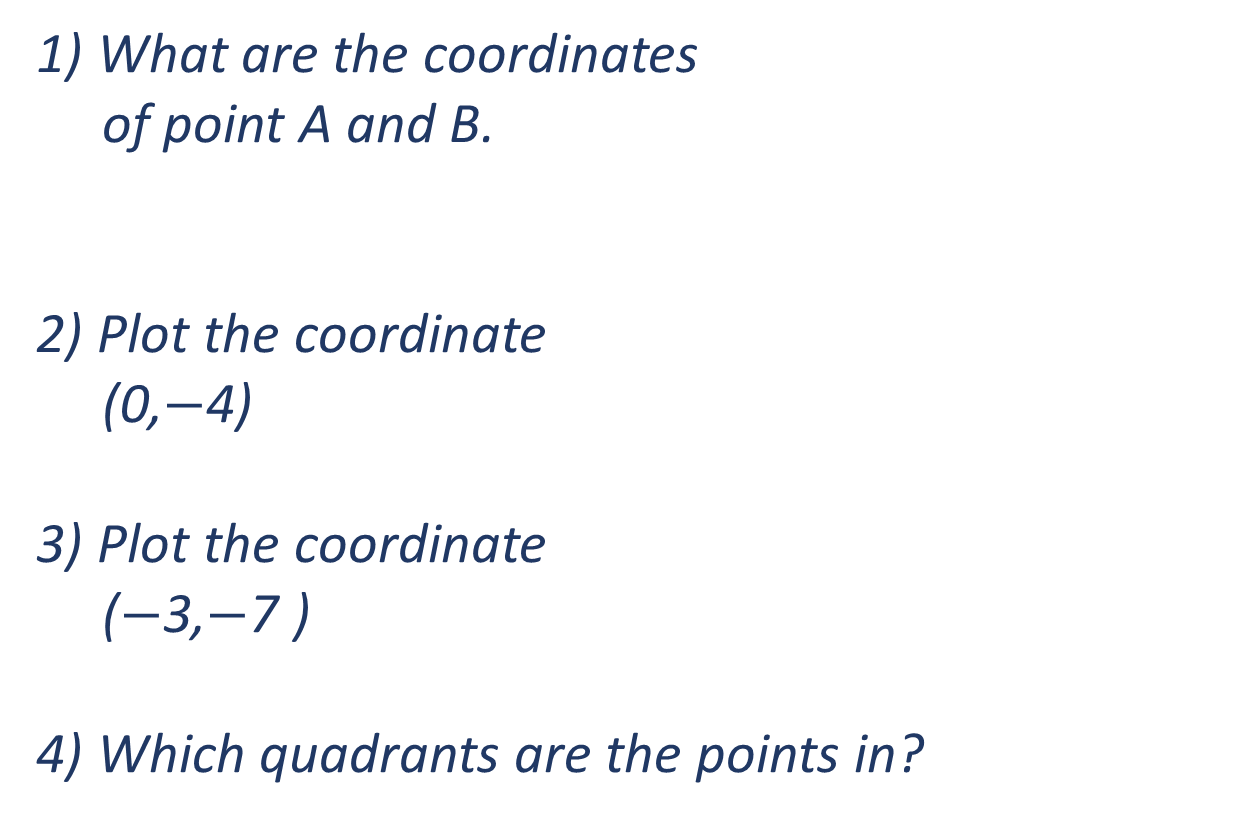 1) What are the coordinates
of point A and B.
2) Plot the coordinate
(0,−4)
3) Plot the coordinate
(−3,−7 )
4) Which quadrants are the points in?